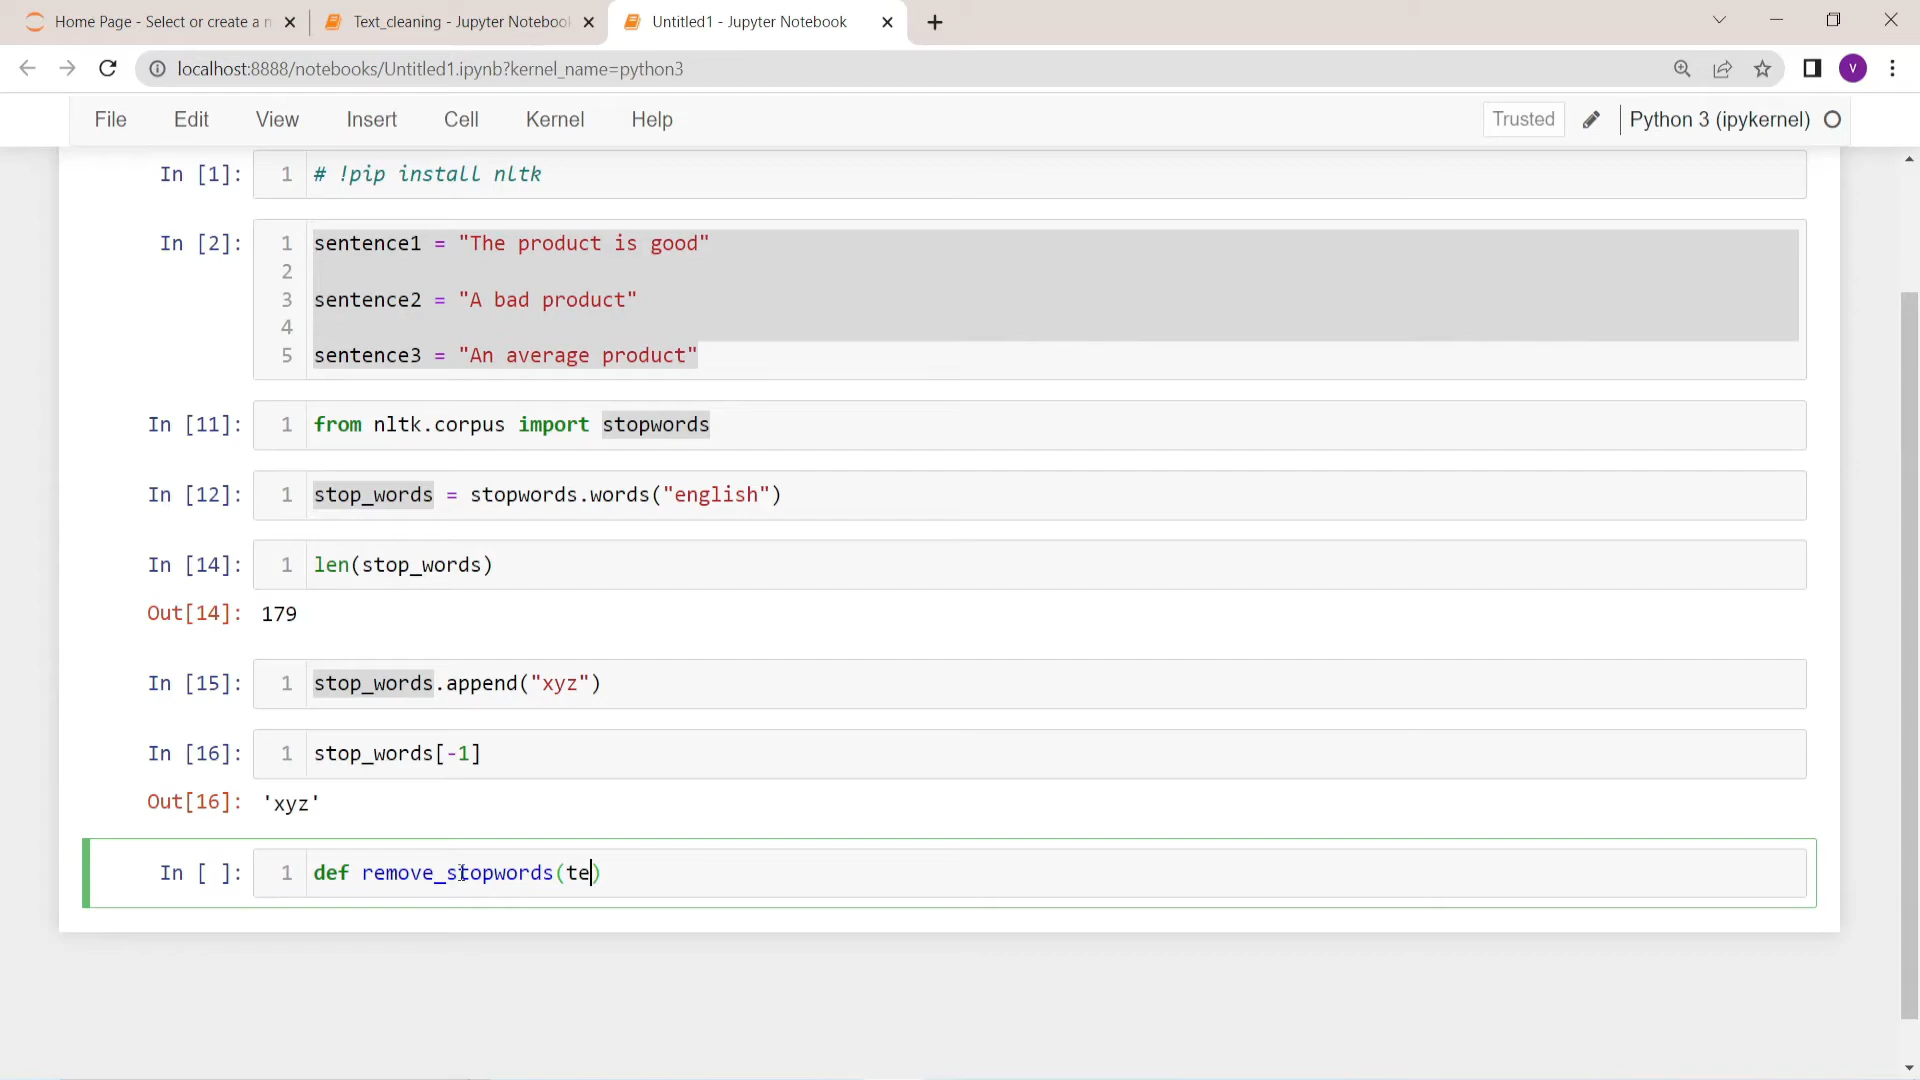 Home Page - Select or create a n
Text_cleaning - Jupyter Notebook
Untitled1 - Jupyter Notebook
localhost:8888/notebooks/Untitled1.ipynb?kernel_name=python3
V
File Edit View Insert Cell Kernel Help Trusted Python 3 (ipykernel)
In [1]: 1 # !pip install nltk
In [2]: 1 sentence1 = "The product is good"
2
3 sentence2 = "A bad product"
4
5 sentence3 = "An average product"
In [11]: 1 from nltk.corpus import stopwords
In [12]: 1 stop_words = stopwords.words("english")
In [14]: 1 len(stop_words)
Out[14]: 179
In [15]: 1 stop_words.append("xyz")
In [16]: 1 stop_words[-1]
Out[16]: 'xyz'
In [ ]: 1 def remove_stopwords(te)